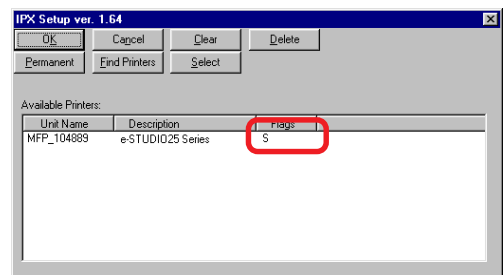 IPX Setup ver. 1.64
OK Cancel Clear Delete
Permanent Find Printers Select
Available Printers:
Unit Name Description Flags
MFP_104889 e-STUDIO25 Series S